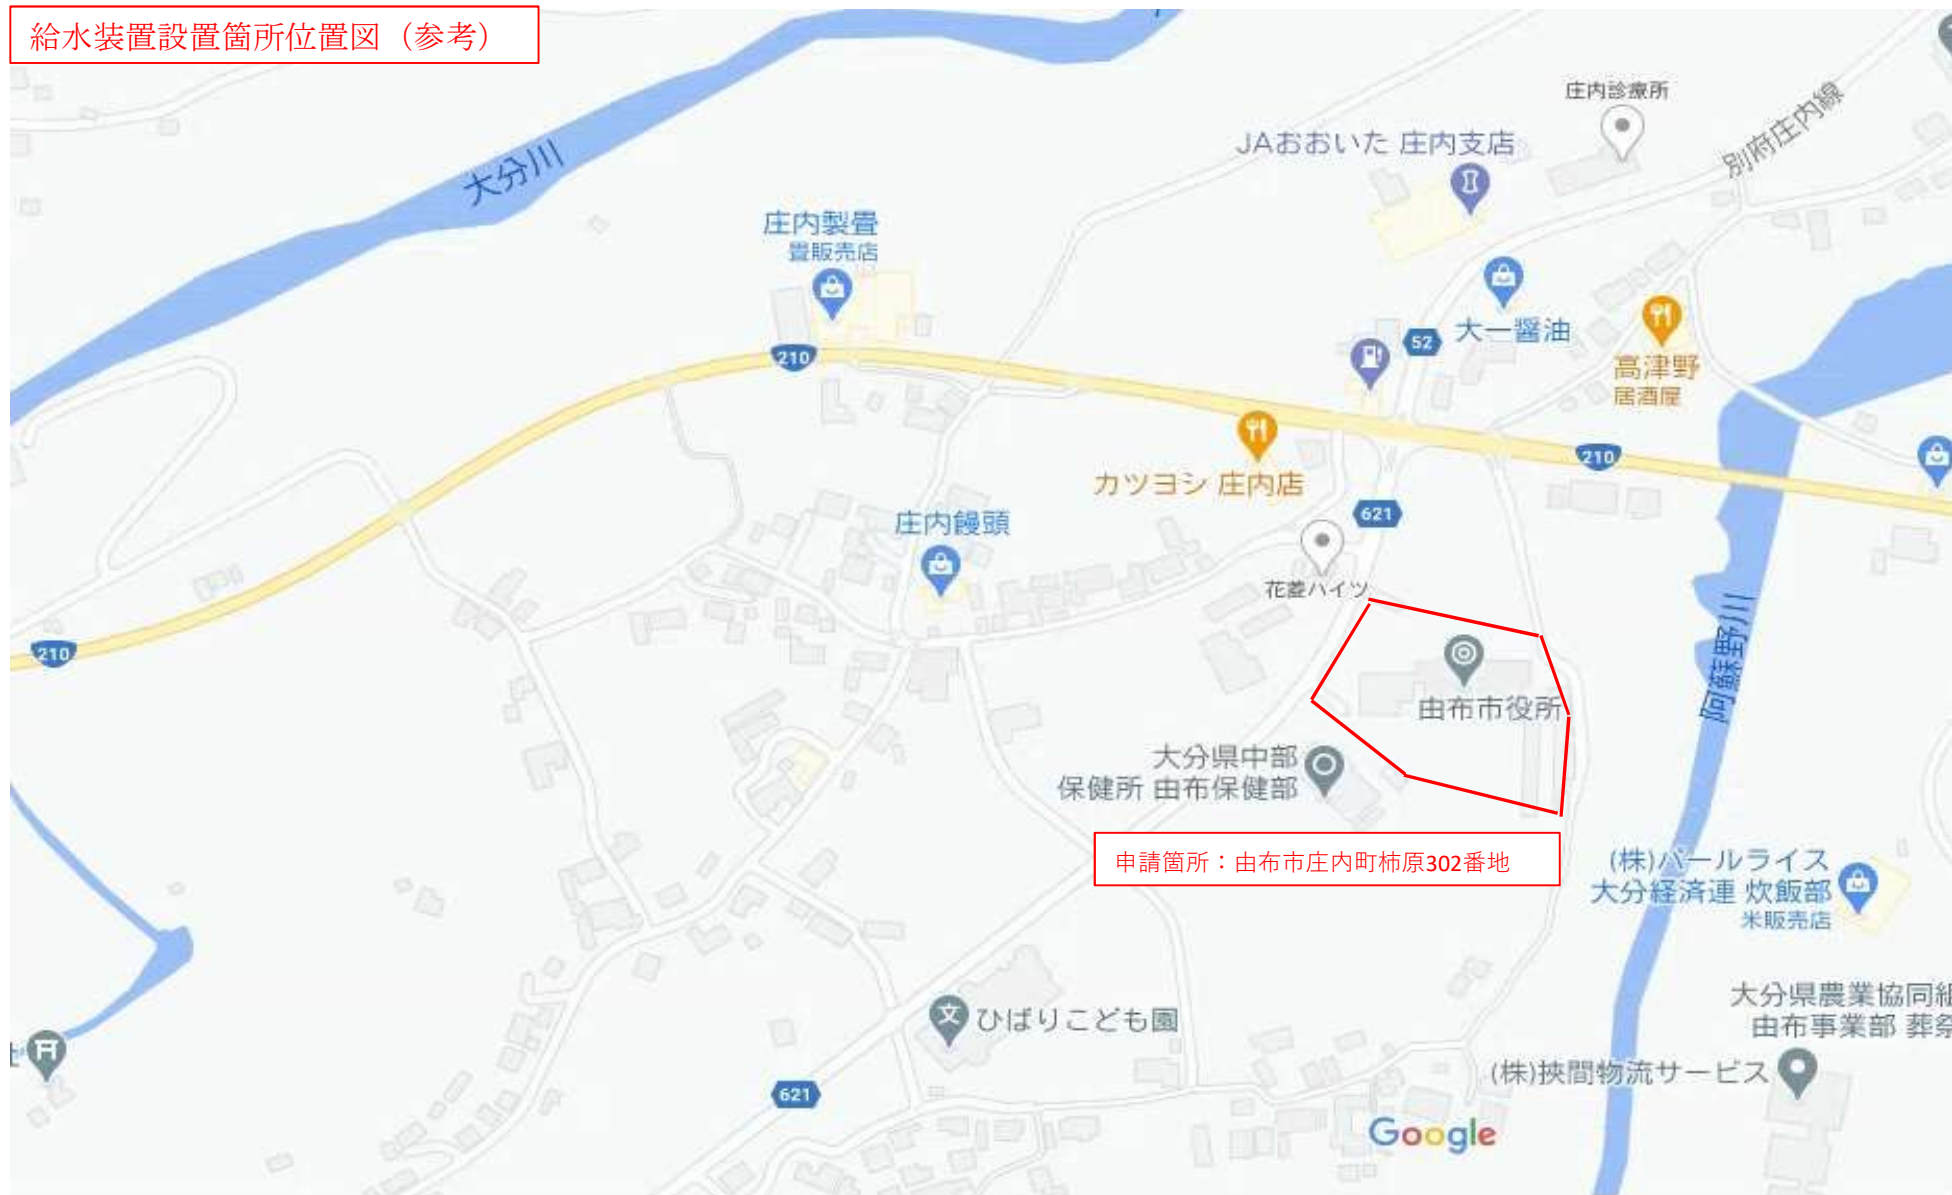 給水装置設置箇所位置図（参考）
庄内診療所
JAおおいた 庄内支店
別府庄内線
大分川
庄内製畳
畳販売店
大一醤油
52
210
高津野
居酒屋
カツヨシ 庄内店
210
621
庄内饅頭
花菱ハイツ
阿蘇野川
210
由布市役所
大分県中部
保健所 由布保健部
申請箇所：由布市庄内町柿原302番地
(株)パールライス
大分経済連 炊飯部
米販売店
ひばりこども園
大分県農業協同組
由布事業部 葬祭
(株)挾間物流サービス
621
Google